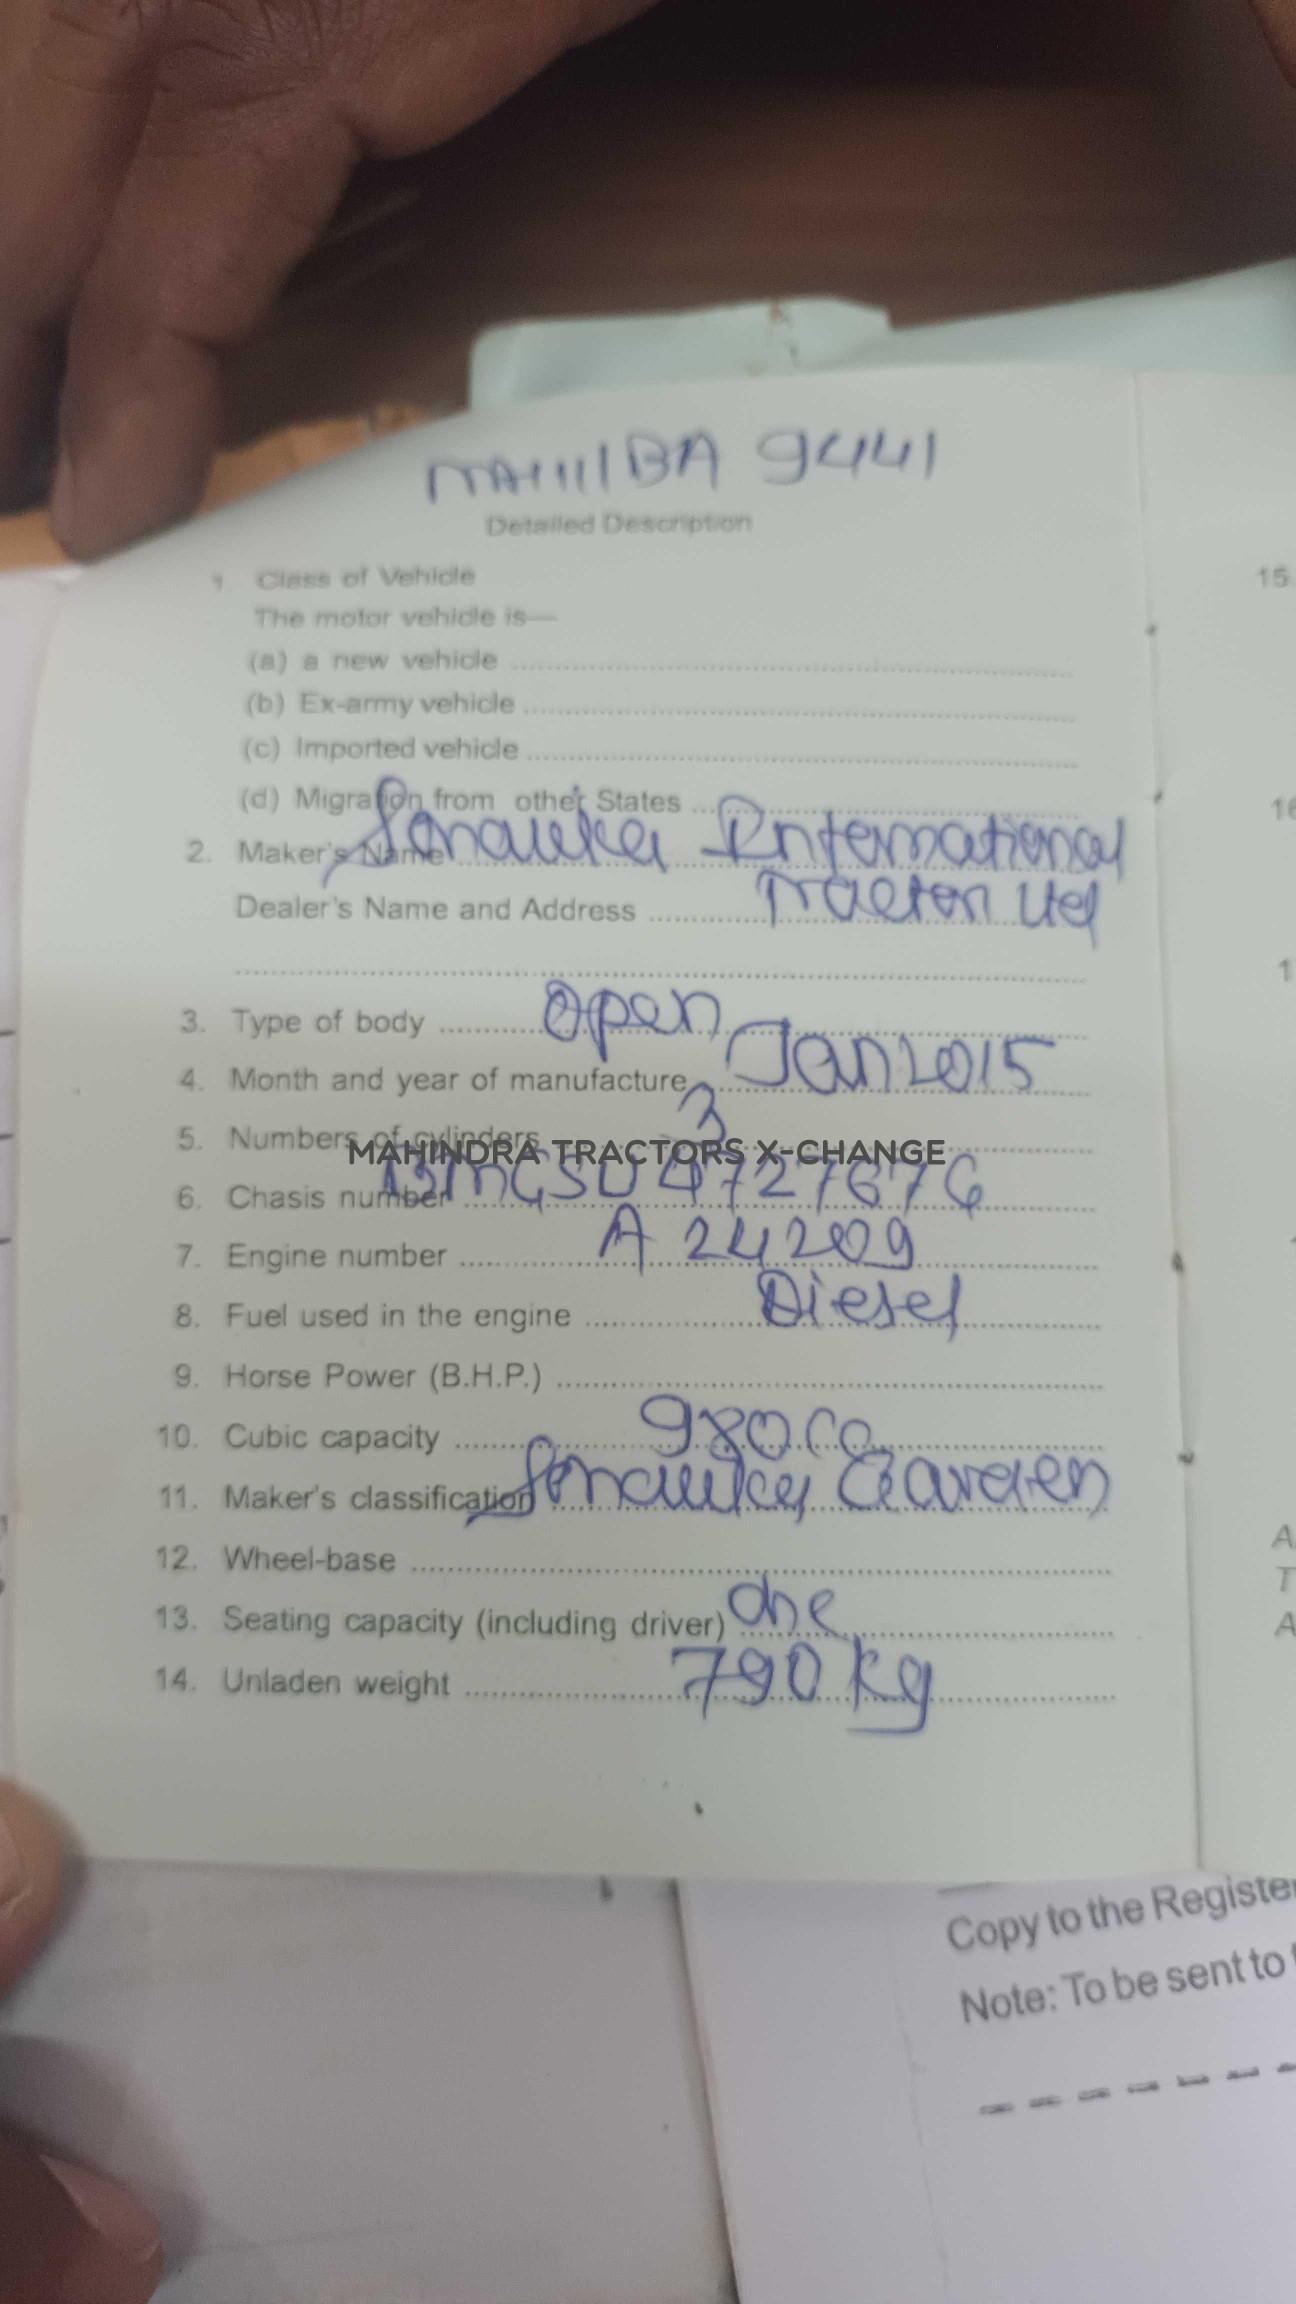 BA 9441
Detailed Description
1. Class of Vehicle
The motor vehicle is—
(a) a new vehicle
(b) Ex-army vehicle
(c) Imported vehicle
(d) Migration from other States
2. Maker's Name Sonalika International
Tractor Ltd
Dealer's Name and Address
3. Type of body Open
4. Month and year of manufacture Jan 2015
5. Numbers of cylinders 3
MAHINDRA TRACTORS X-CHANGE
6. Chasis number
7. Engine number A 24209
8. Fuel used in the engine Diesel
9. Horse Power (B.H.P.)
10. Cubic capacity 980 CC
11. Maker's classification Sonalika Garden
12. Wheel-base
13. Seating capacity (including driver) One
14. Unladen weight 790 kg
15
16
1
A
T
A
Copy to the Register
Note: To be sent to